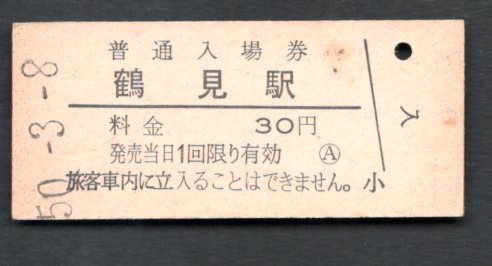 普通入場券
鶴見駅
料金 30円
発売当日1回限り有効 Ⓐ
旅客車内に立入ることはできません。小
入
50-3-8